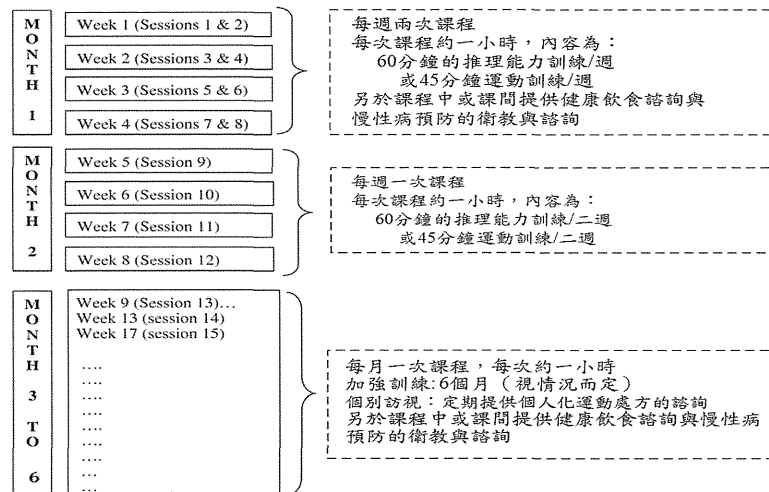 MONTH 1
Week 1 (Sessions 1 & 2)
Week 2 (Sessions 3 & 4)
Week 3 (Sessions 5 & 6)
Week 4 (Sessions 7 & 8)
每週兩次課程
每次課程約一小時，內容為：
60分鐘的推理能力訓練/週
或45分鐘運動訓練/週
另於課程中或課間提供健康飲食諮詢與
慢性病預防的衛教與諮詢
MONTH 2
Week 5 (Session 9)
Week 6 (Session 10)
Week 7 (Session 11)
Week 8 (Session 12)
每週一次課程
每次課程約一小時，內容為：
60分鐘的推理能力訓練/二週
或45分鐘運動訓練/二週
MONTH 3 TO 6
Week 9 (Session 13)…
Week 13 (session 14)
Week 17 (session 15)
….
….
….
….
….
….
….
…
…
每月一次課程，每次約一小時
加強訓練:6個月（視情況而定）
個別訪視：定期提供個人化運動處方的諮詢
另於課程中或課間提供健康飲食諮詢與慢性病
預防的衛教與諮詢